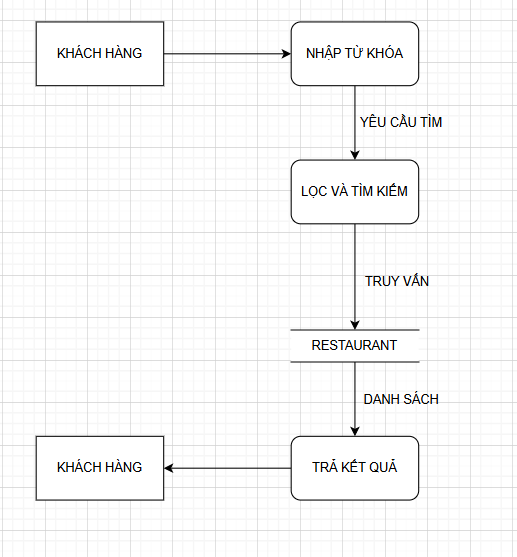 KHÁCH HÀNG
NHẬP TỪ KHÓA
YÊU CẦU TÌM
LỌC VÀ TÌM KIẾM
TRUY VẤN
RESTAURANT
DANH SÁCH
KHÁCH HÀNG
TRẢ KẾT QUẢ